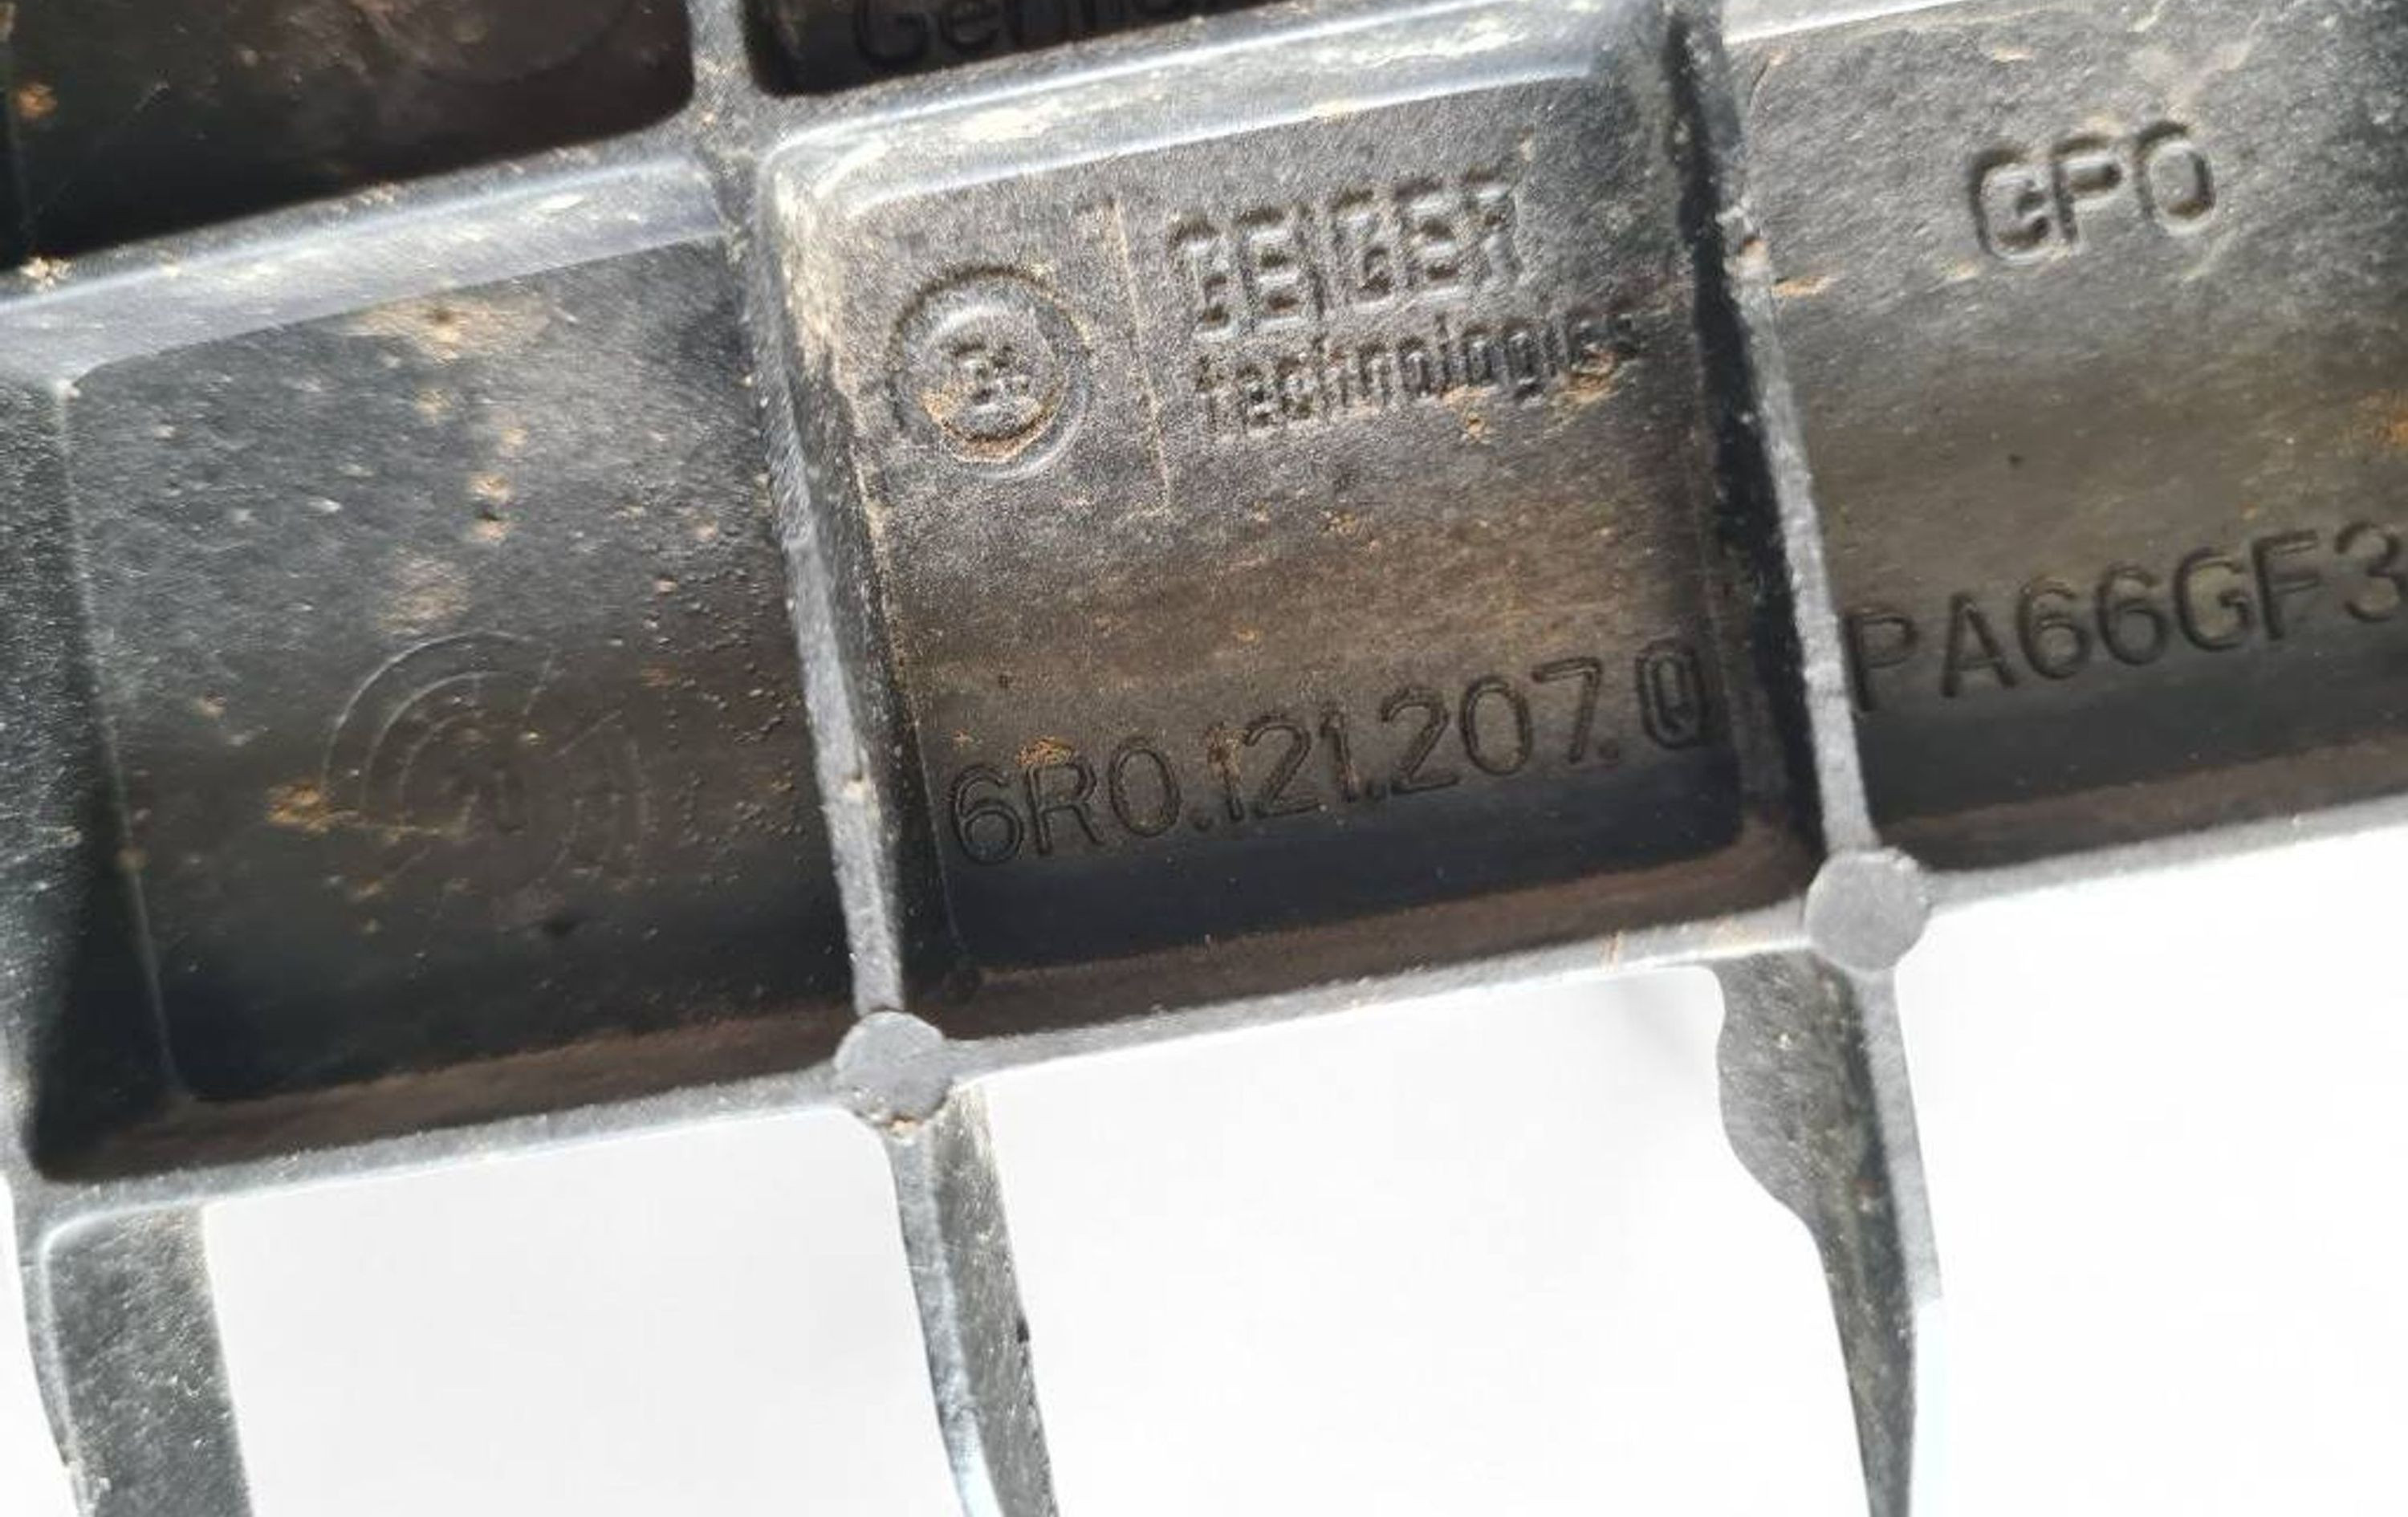 GEIGER
technologies
GPO
6R0.121.207.Q
PA66GF3